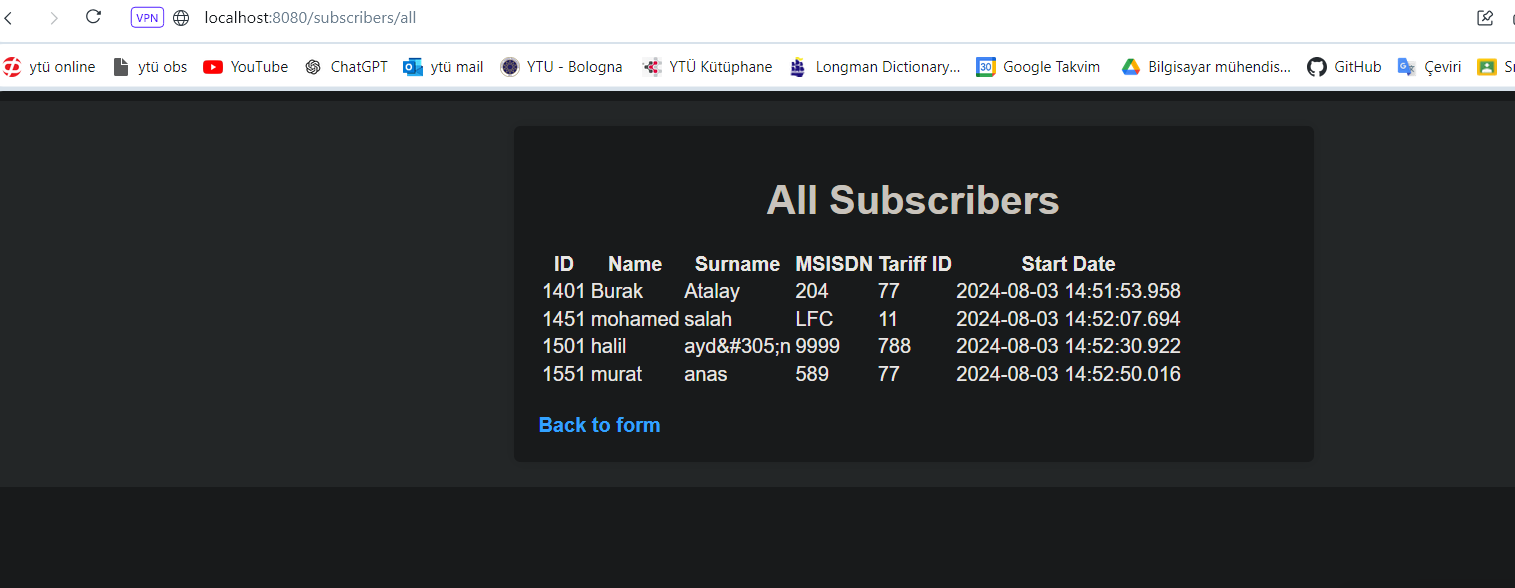 VPN localhost:8080/subscribers/all
ytü online ytü obs YouTube ChatGPT ytü mail YTU - Bologna YTÜ Kütüphane Longman Dictionary... 30 Google Takvim Bilgisayar mühendis... GitHub Çeviri
All Subscribers
ID Name Surname MSISDN Tariff ID Start Date
1401 Burak Atalay 204 77 2024-08-03 14:51:53.958
1451 mohamed salah LFC 11 2024-08-03 14:52:07.694
1501 halil ayd&#305;n 9999 788 2024-08-03 14:52:30.922
1551 murat anas 589 77 2024-08-03 14:52:50.016
Back to form